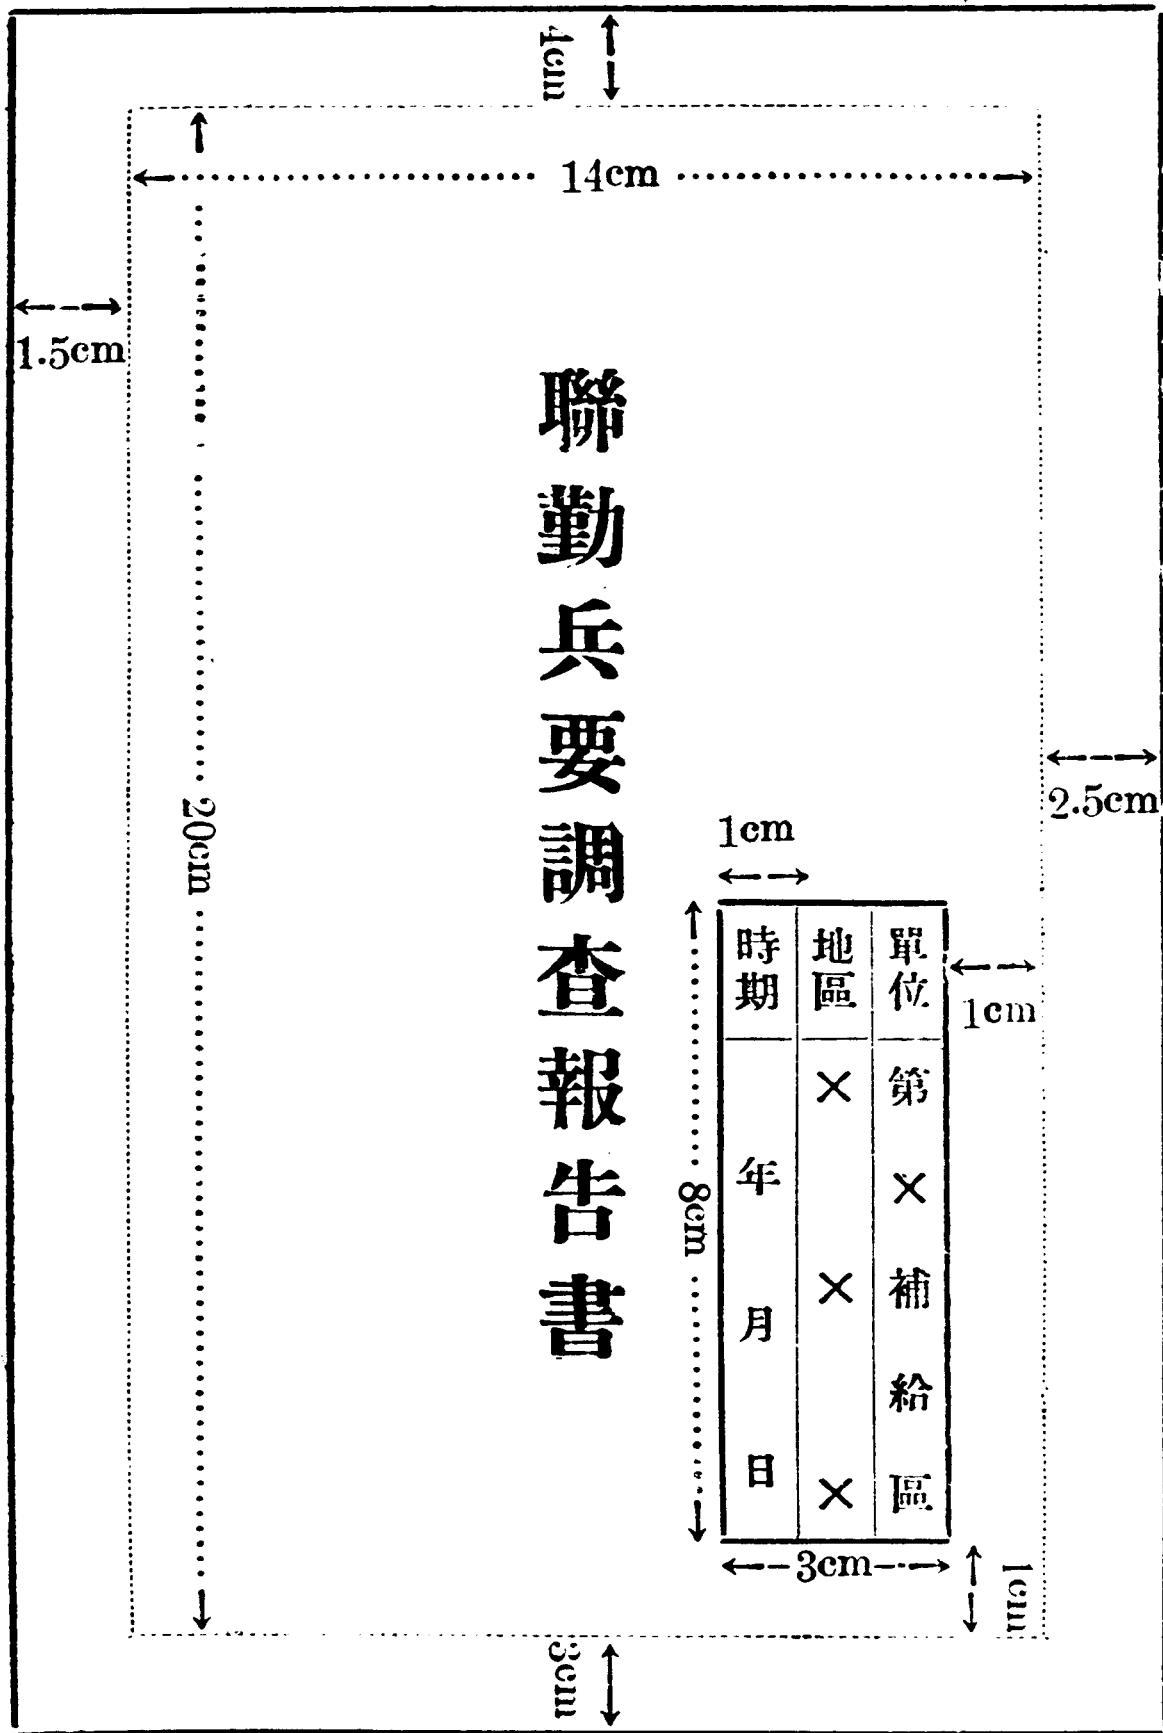 4cm
14cm
1.5cm
20cm
2.5cm
1cm
1cm
單位 第×補給區
地區 ×××
時期 年月日
8cm
3cm
1cm
聯勤兵要調查報告書
3cm